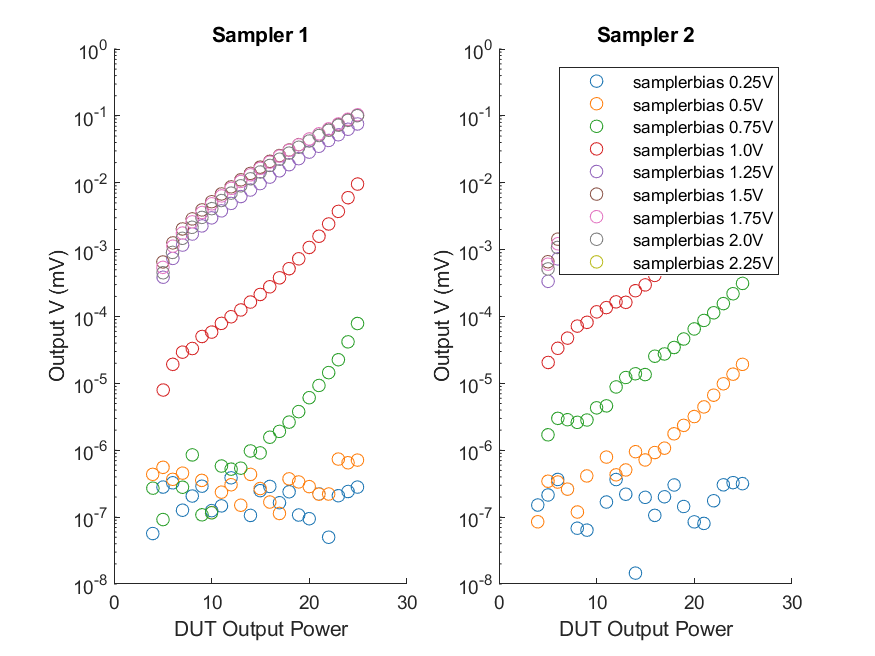 Sampler 1
10^0
10^-1
10^-2
10^-3
10^-4
10^-5
10^-6
10^-7
10^-8
Output V (mV)
0 10 20 30
DUT Output Power
Sampler 2
10^0
10^-1
10^-2
10^-3
10^-4
10^-5
10^-6
10^-7
10^-8
Output V (mV)
samplerbias 0.25V
samplerbias 0.5V
samplerbias 0.75V
samplerbias 1.0V
samplerbias 1.25V
samplerbias 1.5V
samplerbias 1.75V
samplerbias 2.0V
samplerbias 2.25V
0 10 20 30
DUT Output Power